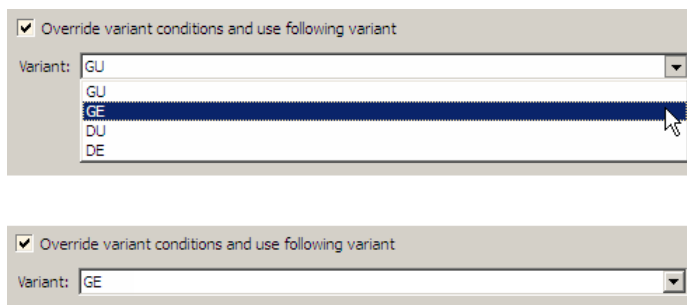 Override variant conditions and use following variant
Variant: GU
GU
GE
DU
DE
Override variant conditions and use following variant
Variant: GE